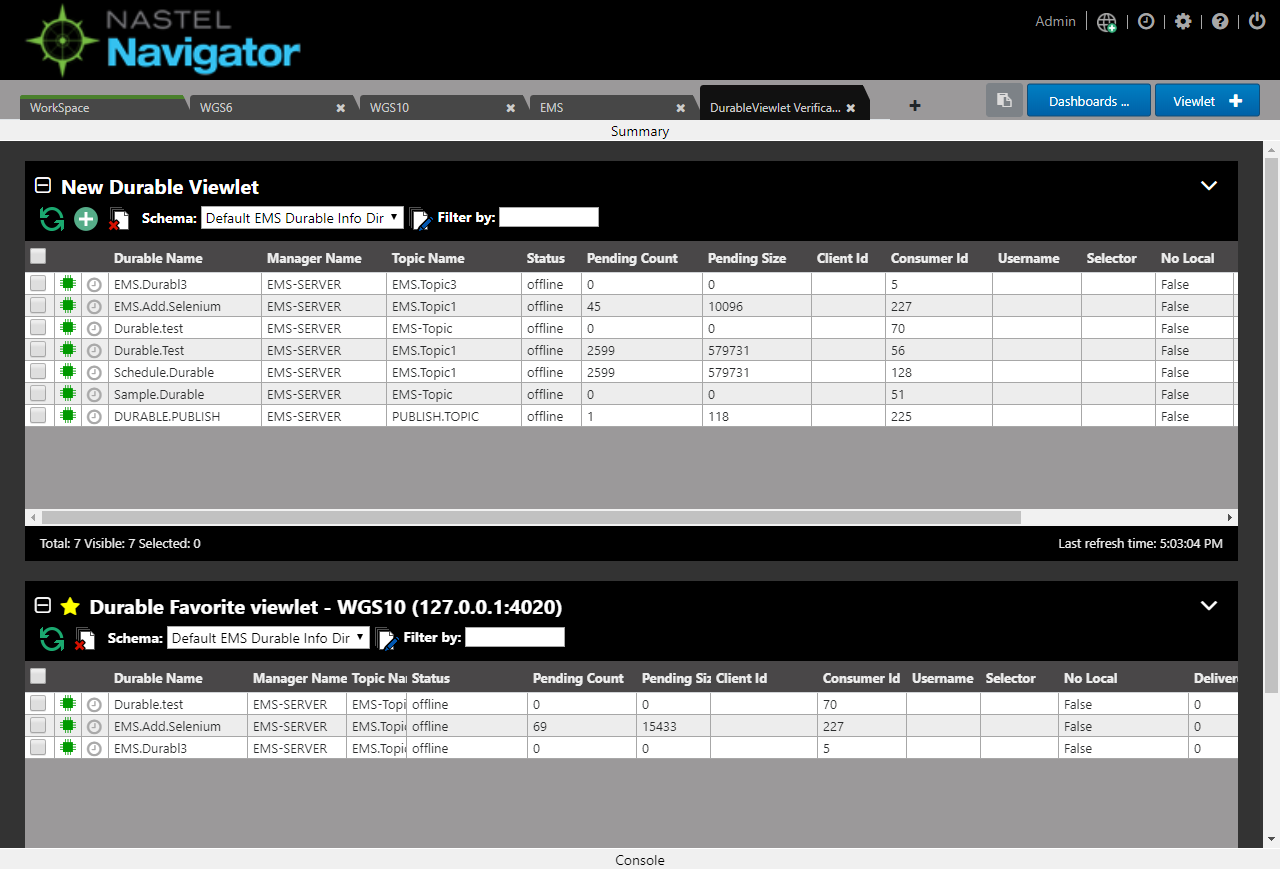 NASTEL
Navigator
Admin
WorkSpace WGS6 WGS10 EMS DurableViewlet Verifica... Dashboards ... Viewlet
Summary
New Durable Viewlet
Schema: Default EMS Durable Info Dir Filter by:
Durable Name Manager Name Topic Name Status Pending Count Pending Size Client Id Consumer Id Username Selector No Local
EMS.Durabl3 EMS-SERVER EMS.Topic3 offline 0 0 5 False
EMS.Add.Selenium EMS-SERVER EMS.Topic1 offline 45 10096 227 False
Durable.test EMS-SERVER EMS-Topic offline 0 0 70 False
Durable.Test EMS-SERVER EMS.Topic1 offline 2599 579731 56 False
Schedule.Durable EMS-SERVER EMS.Topic1 offline 2599 579731 128 False
Sample.Durable EMS-SERVER EMS-Topic offline 0 0 51 False
DURABLE.PUBLISH EMS-SERVER PUBLISH.TOPIC offline 1 118 225 False
Total: 7 Visible: 7 Selected: 0 Last refresh time: 5:03:04 PM
Durable Favorite viewlet - WGS10 (127.0.0.1:4020)
Schema: Default EMS Durable Info Dir Filter by:
Durable Name Manager Name Topic Nar Status Pending Count Pending Siz Client Id Consumer Id Username Selector No Local Deliver
Durable.test EMS-SERVER EMS-Topi offline 0 0 70 False 0
EMS.Add.Selenium EMS-SERVER EMS.Topic offline 69 15433 227 False 0
EMS.Durabl3 EMS-SERVER EMS.Topic offline 0 0 5 False 0
Console